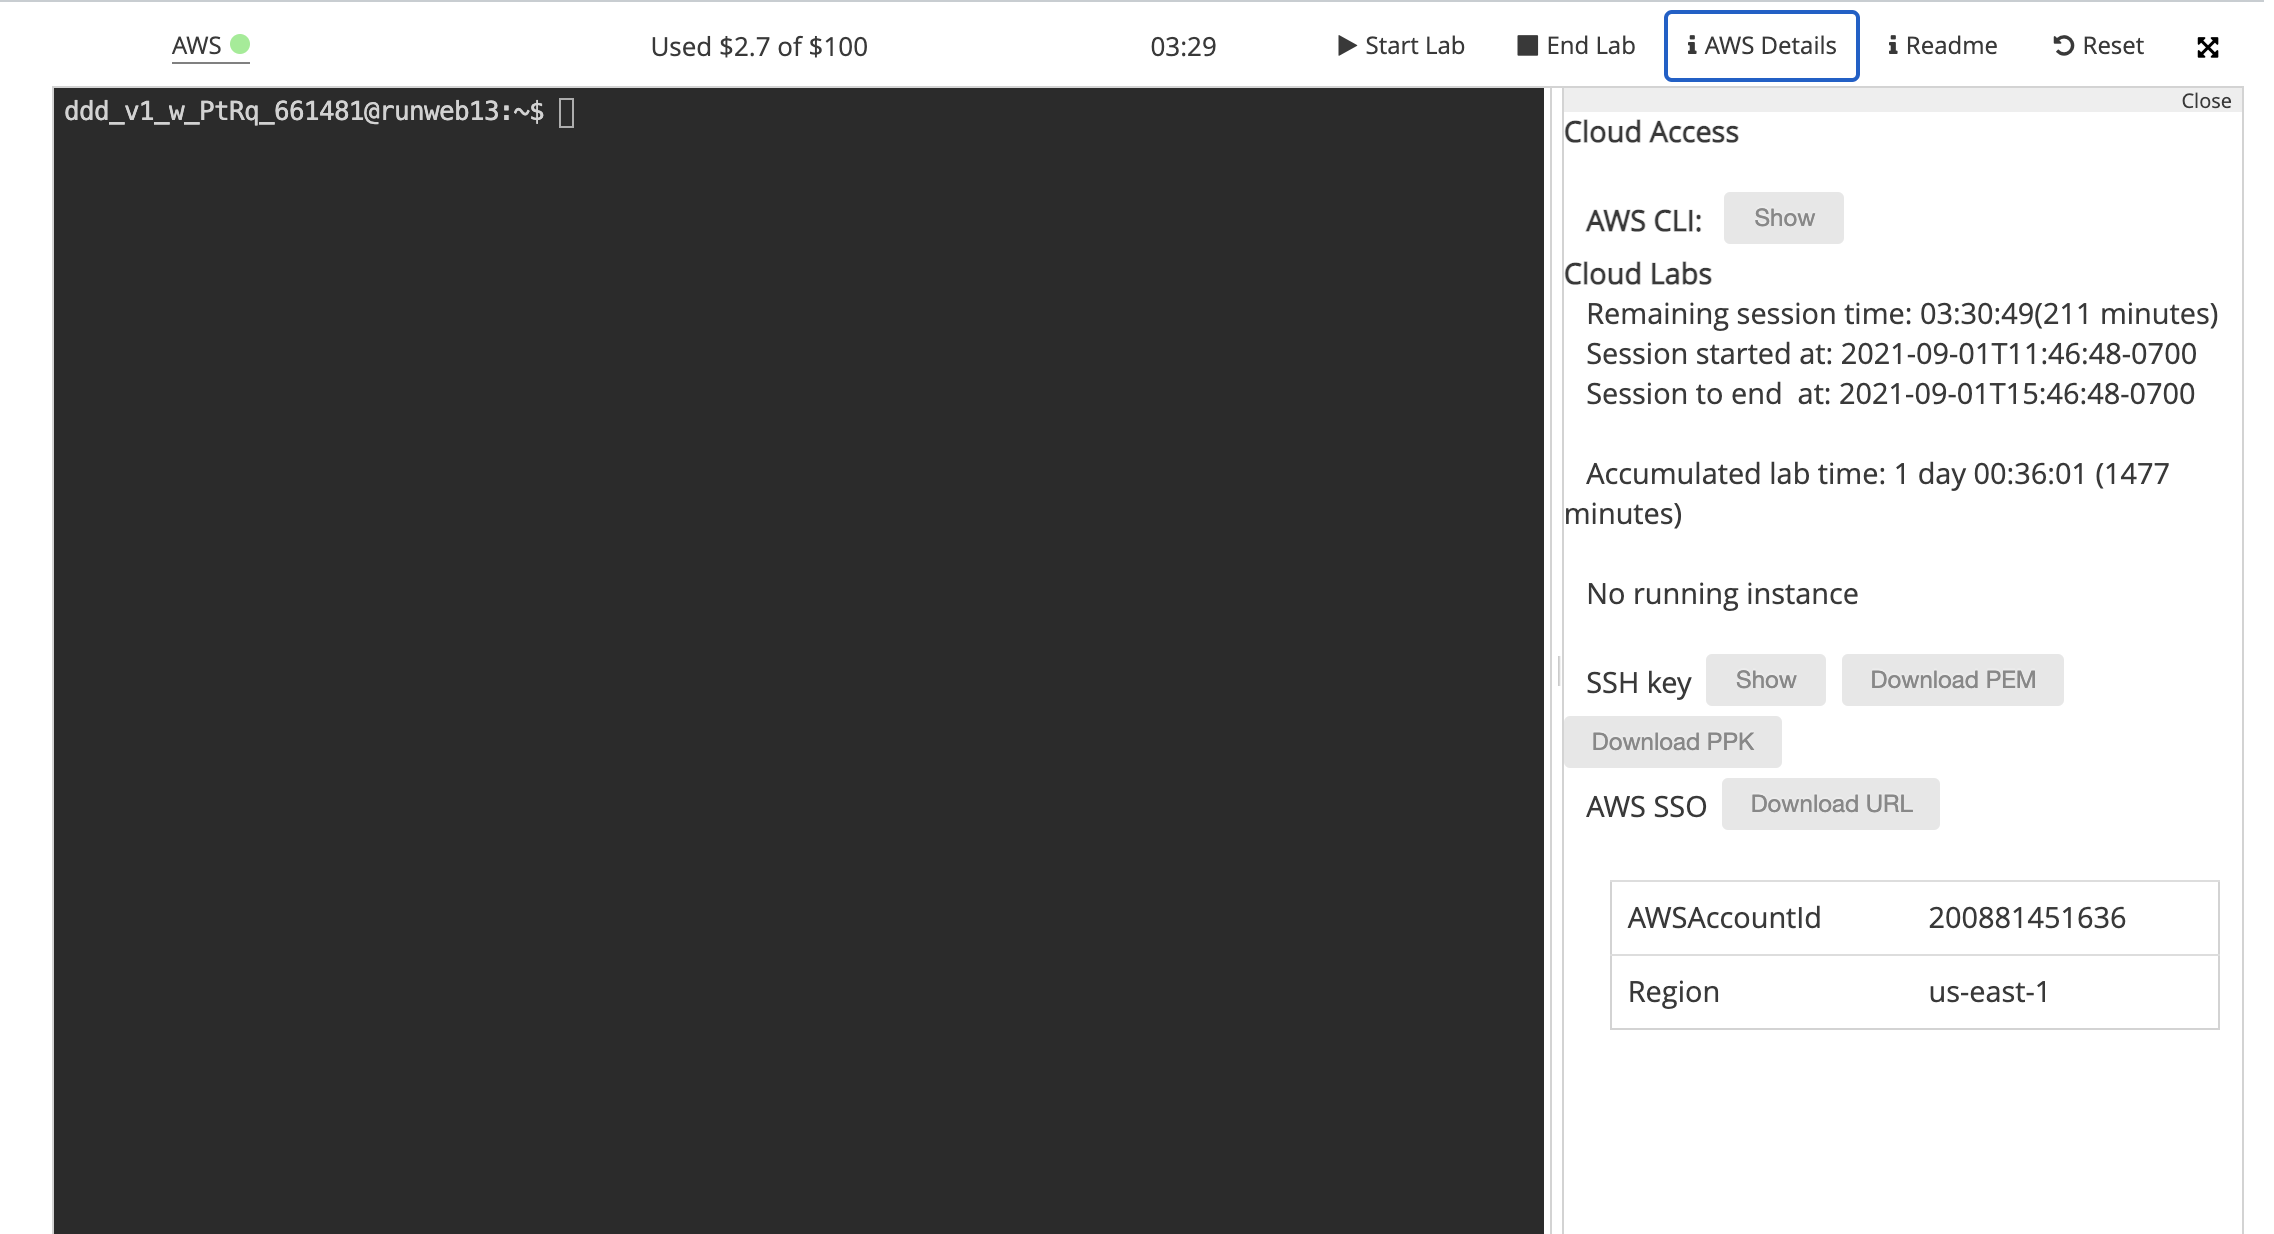 AWS Used $2.7 of $100 03:29 Start Lab End Lab AWS Details Readme Reset
ddd_v1_w_PtRq_661481@runweb13:~$
Close
Cloud Access
AWS CLI: Show
Cloud Labs
Remaining session time: 03:30:49(211 minutes)
Session started at: 2021-09-01T11:46:48-0700
Session to end at: 2021-09-01T15:46:48-0700
Accumulated lab time: 1 day 00:36:01 (1477
minutes)
No running instance
SSH key Show Download PEM
Download PPK
AWS SSO Download URL
AWSAccountId 200881451636
Region us-east-1